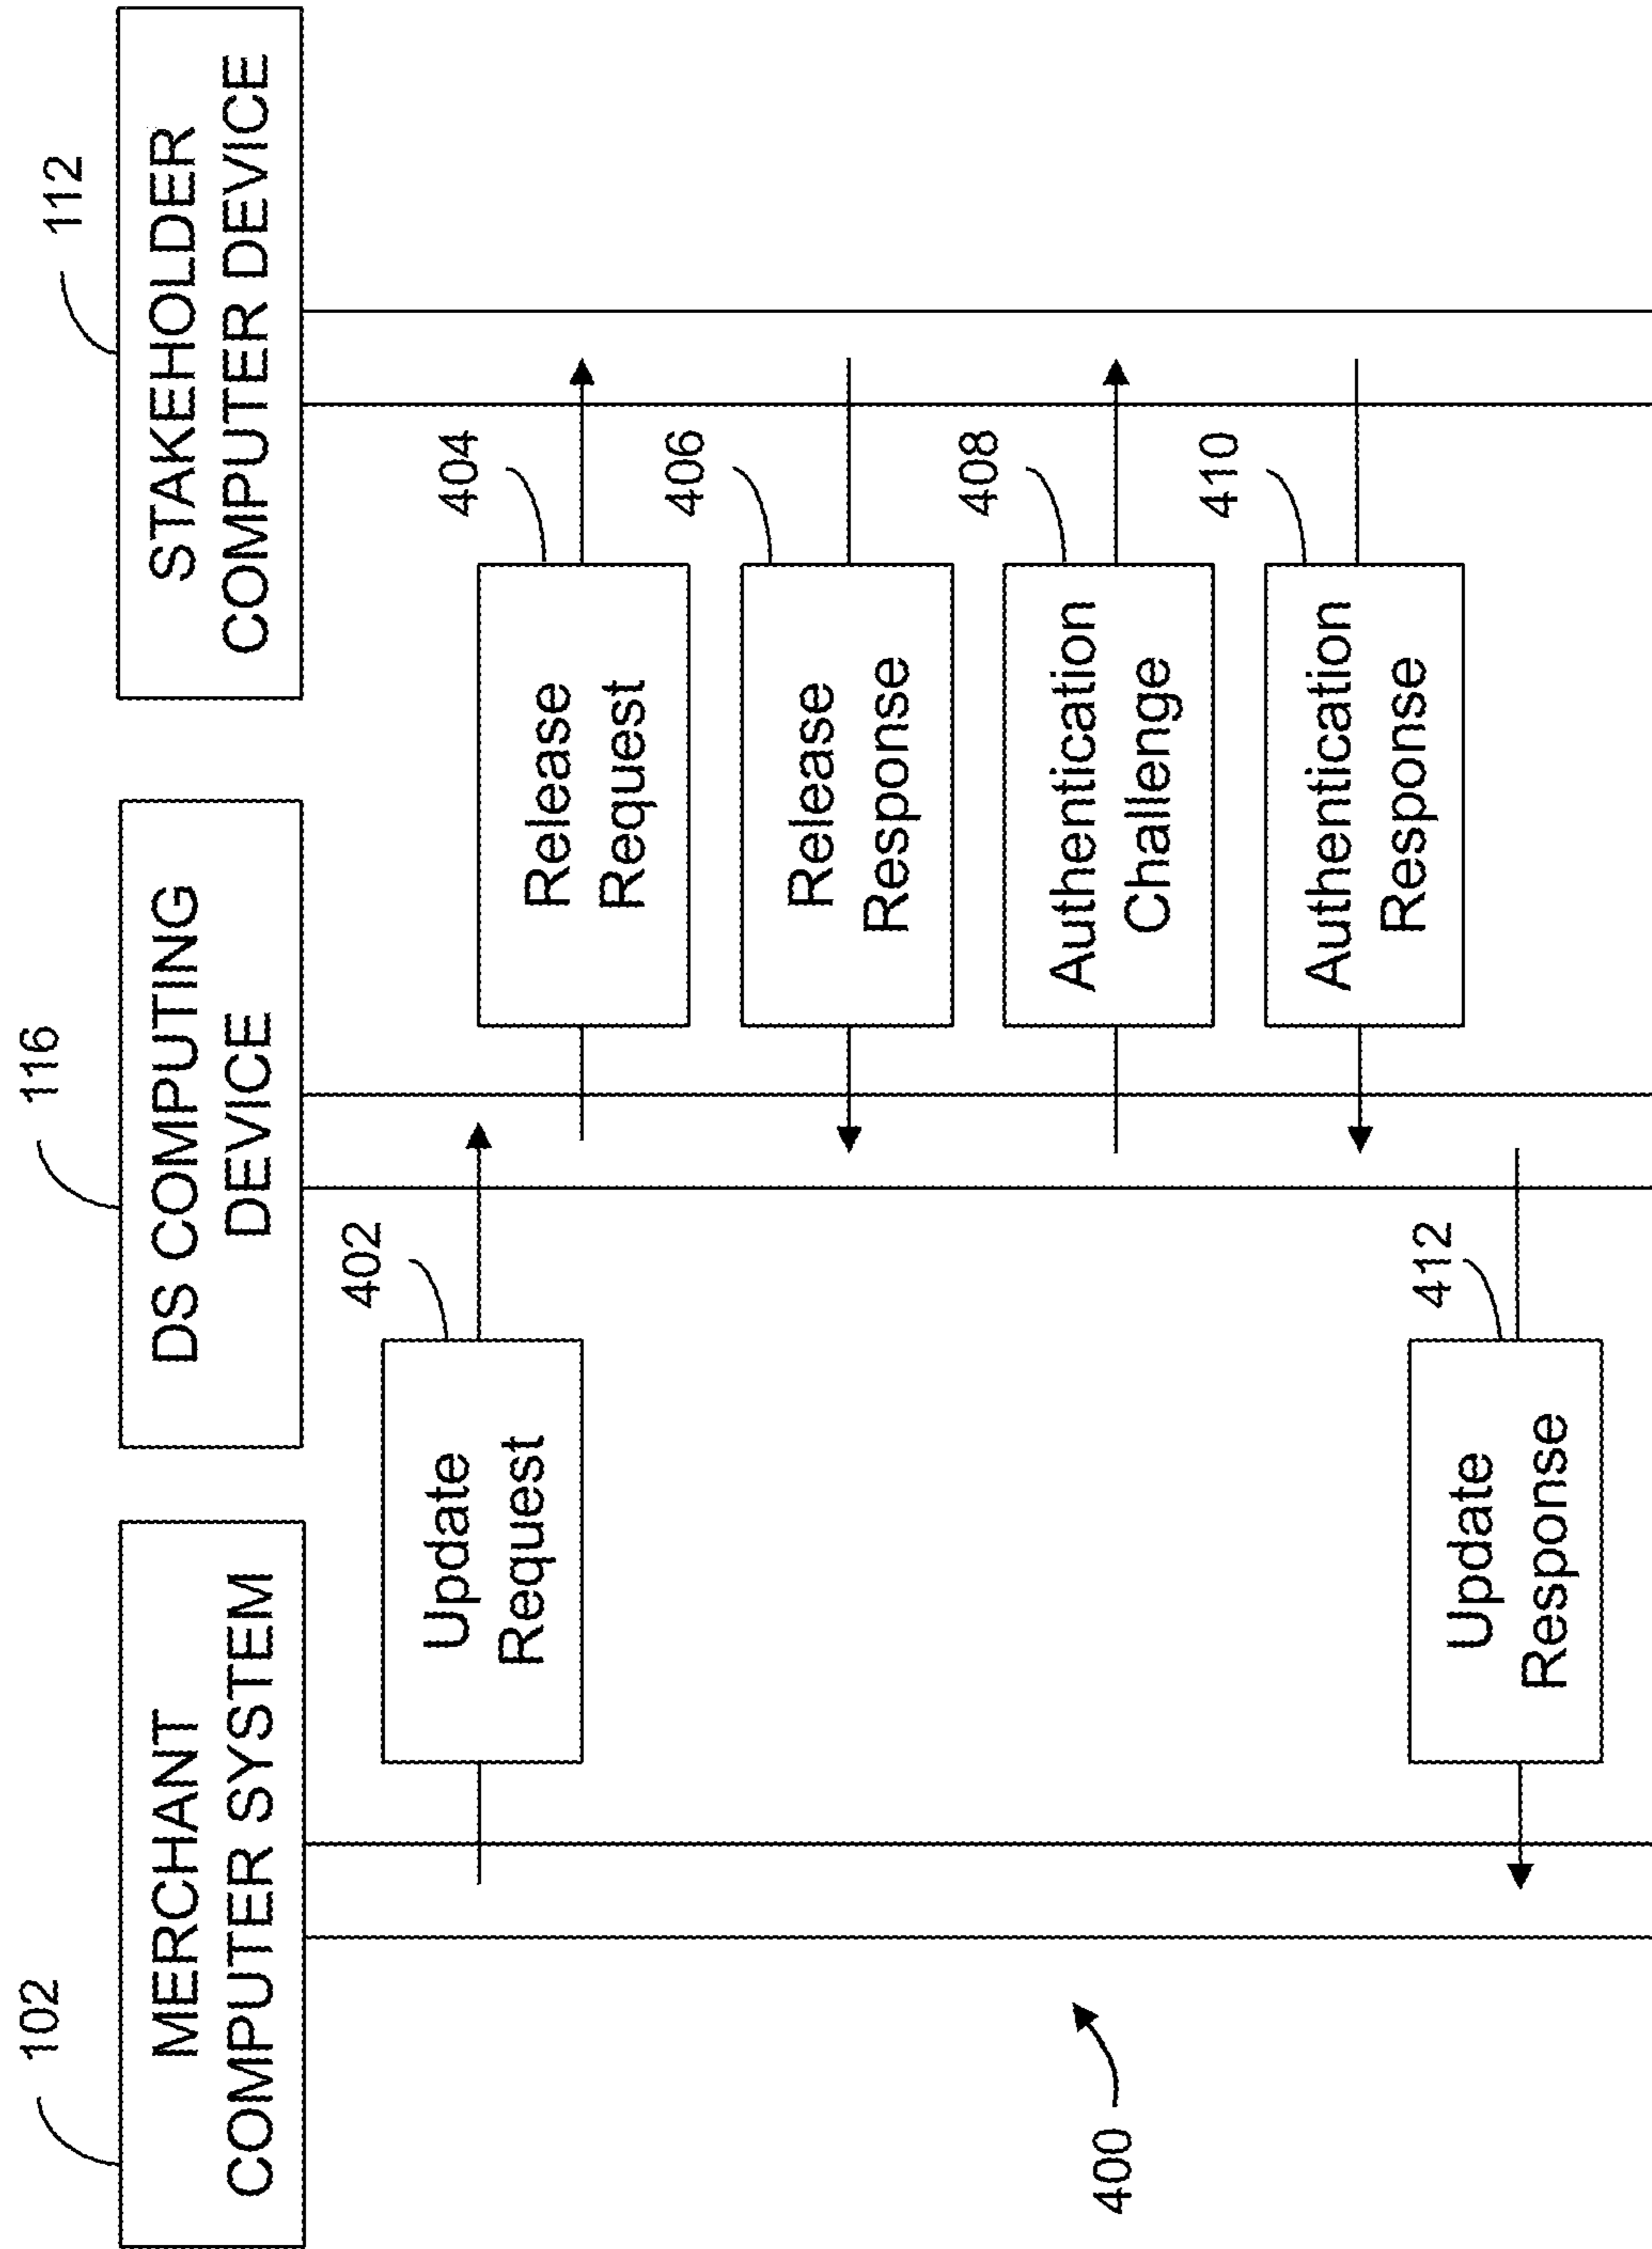 102
MERCHANT
COMPUTER SYSTEM
116
DS COMPUTING
DEVICE
112
STAKEHOLDER
COMPUTER DEVICE
402
Update
Request
404
Release
Request
406
Release
Response
408
Authentication
Challenge
410
Authentication
Response
412
Update
Response
400